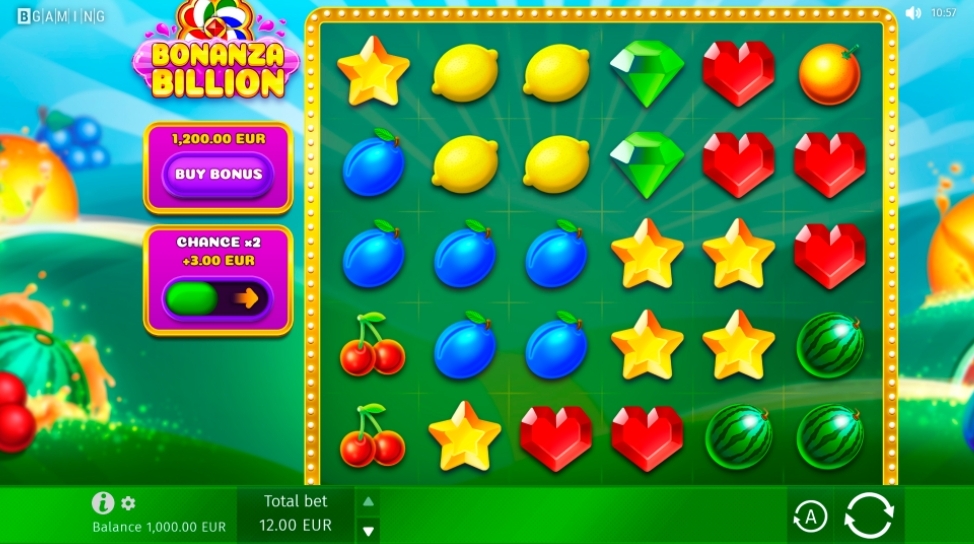 BGAMING
10:57
BONANZA
BILLION
1,200.00 EUR
BUY BONUS
CHANCE ×2
+3.00 EUR
i
Balance 1,000.00 EUR
Total bet
12.00 EUR
A